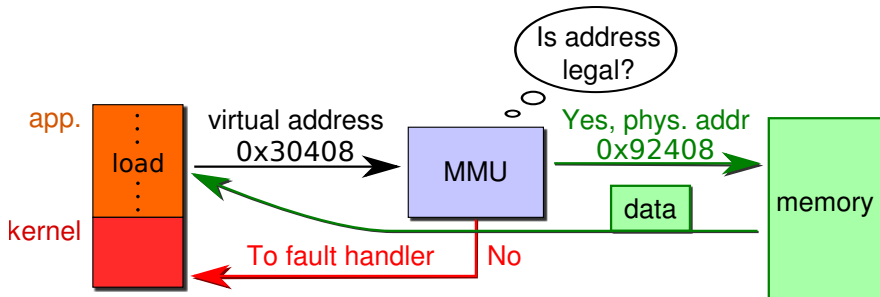 Is address
legal?
app.
virtual address
0x30408
Yes, phys. addr
0x92408
load
MMU
data
memory
kernel
To fault handler
No